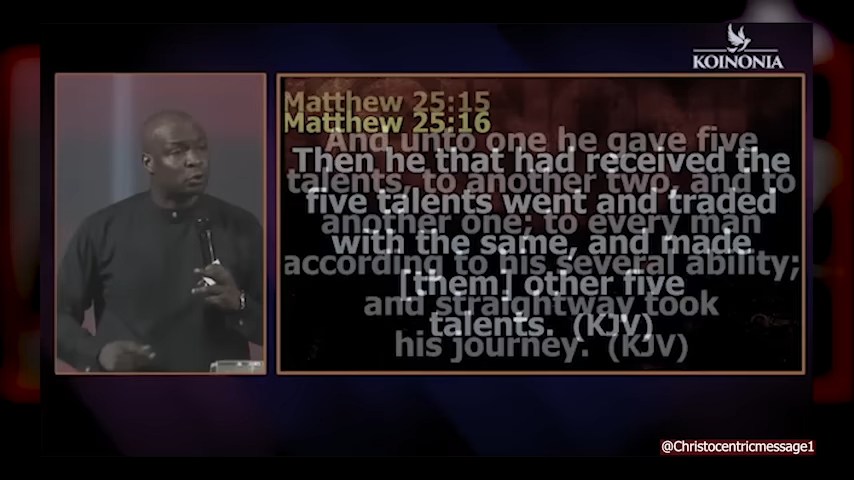 KOINONIA
Matthew 25:15
Matthew 25:16
And unto one he gave five
Then he that had received the
talents, to another two, and to
five talents went and traded
another one; to every man
with the same, and made
according to his several ability;
[them] other five
and straightway took
talents. (KJV)
his journey. (KJV)
@Christocentricmessage1